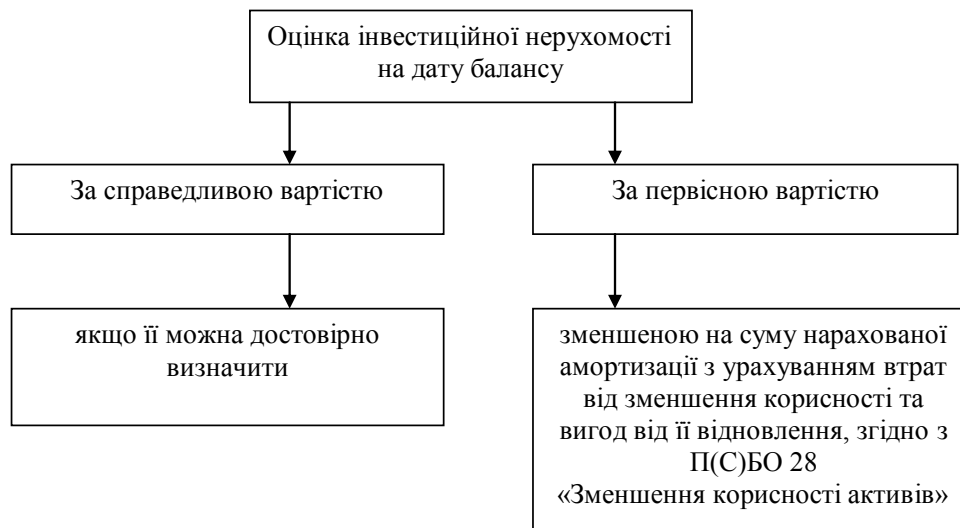 Оцінка інвестиційної нерухомості
на дату балансу
За справедливою вартістю
За первісною вартістю
якщо її можна достовірно
визначити
зменшеною на суму нарахованої
амортизації з урахуванням втрат
від зменшення корисності та
вигод від її відновлення, згідно з
П(С)БО 28
«Зменшення корисності активів»